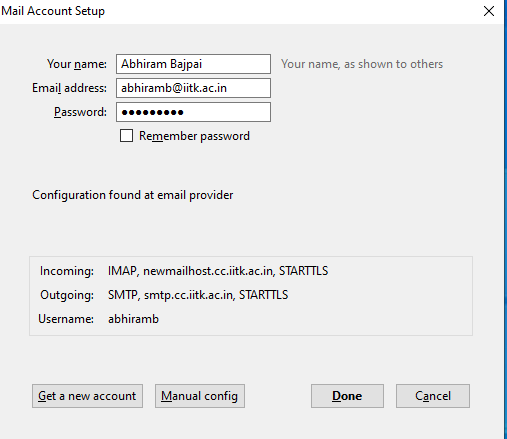 Mail Account Setup
Your name: Abhiram Bajpai Your name, as shown to others
Email address: abhiramb@iitk.ac.in
Password: ●●●●●●●●●
Remember password
Configuration found at email provider
Incoming: IMAP, newmailhost.cc.iitk.ac.in, STARTTLS
Outgoing: SMTP, smtp.cc.iitk.ac.in, STARTTLS
Username: abhiramb
Get a new account Manual config Done Cancel